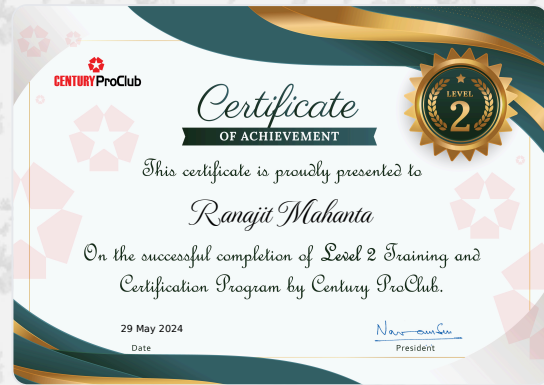 CENTURY ProClub
Certificate
OF ACHIEVEMENT
LEVEL
2
This certificate is proudly presented to
Ranajit Mahanta
On the successful completion of Level 2 Training and
Certification Program by Century ProClub.
29 May 2024
Date
President